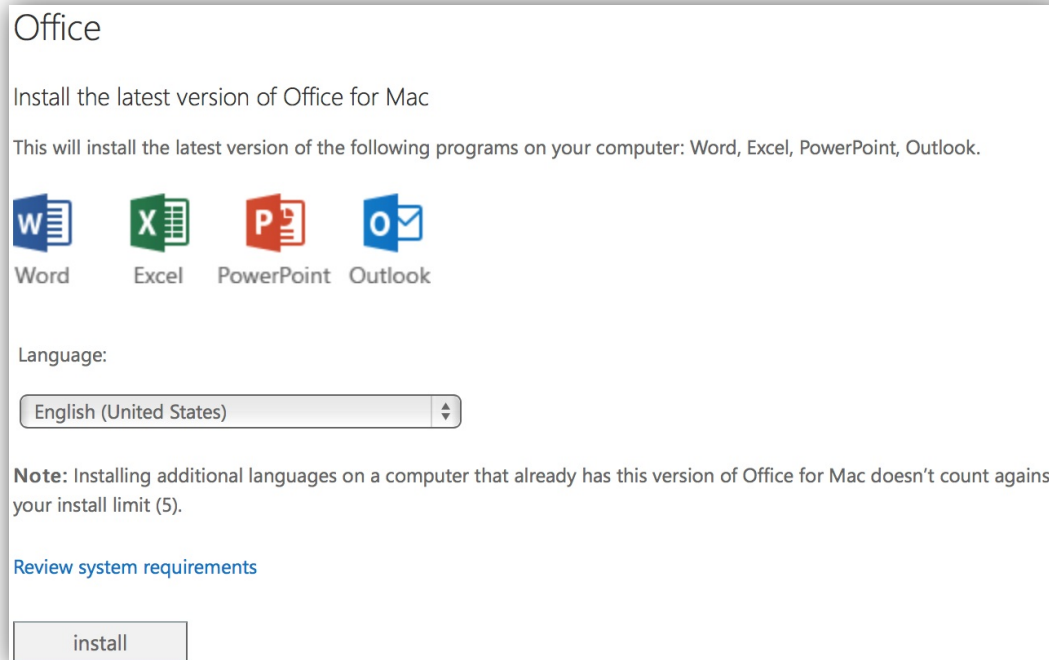 Office
Install the latest version of Office for Mac
This will install the latest version of the following programs on your computer: Word, Excel, PowerPoint, Outlook.
W X P O
Word Excel PowerPoint Outlook
Language:
English (United States)
Note: Installing additional languages on a computer that already has this version of Office for Mac doesn't count agains
your install limit (5).
Review system requirements
install